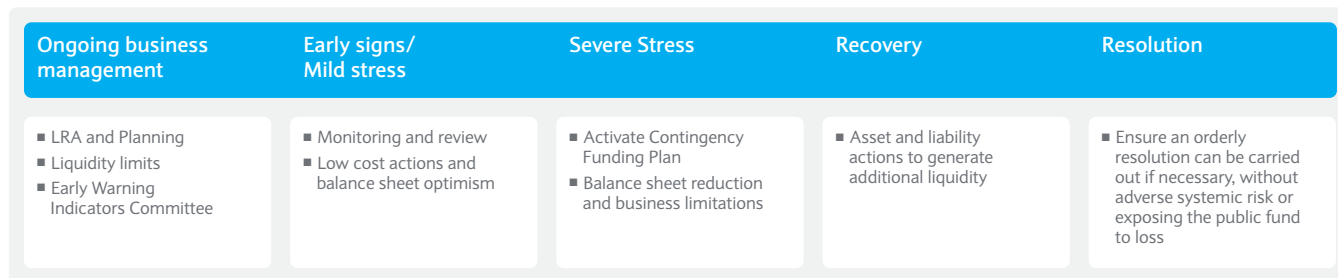 Ongoing business
management
Early signs/
Mild stress
Severe Stress
Recovery
Resolution
■ LRA and Planning
■ Liquidity limits
■ Early Warning
Indicators Committee
■ Monitoring and review
■ Low cost actions and
balance sheet optimism
■ Activate Contingency
Funding Plan
■ Balance sheet reduction
and business limitations
■ Asset and liability
actions to generate
additional liquidity
■ Ensure an orderly
resolution can be carried
out if necessary, without
adverse systemic risk or
exposing the public fund
to loss